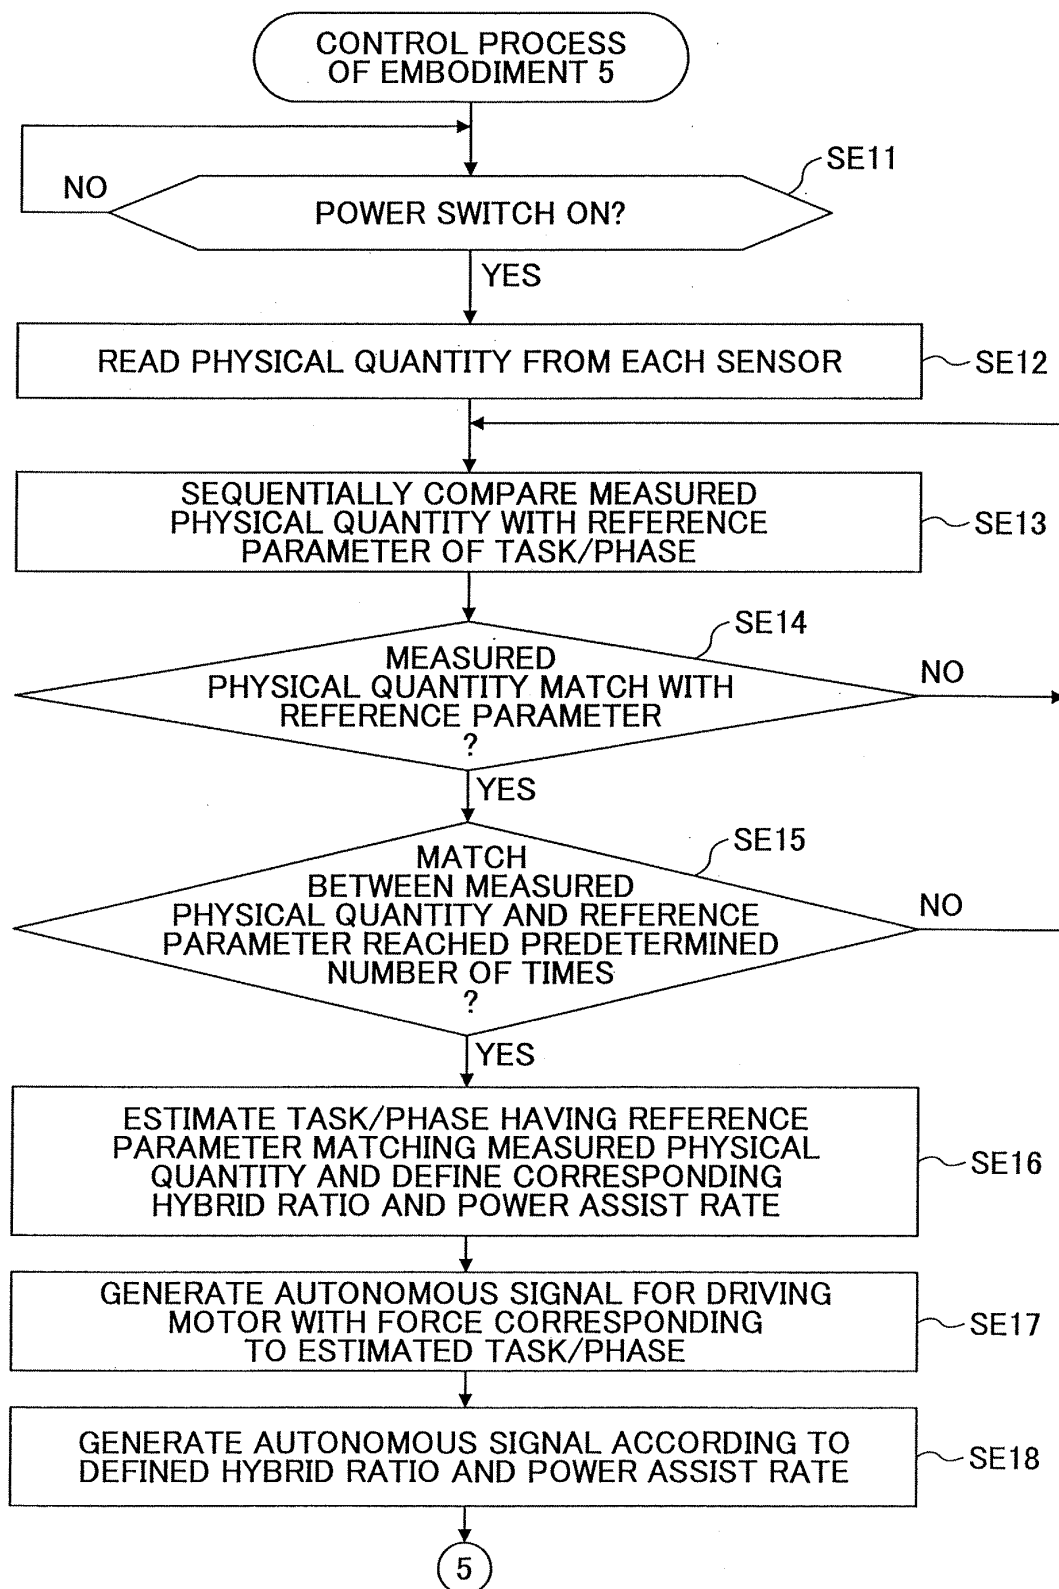 CONTROL PROCESS
OF EMBODIMENT 5
SE11
NO
POWER SWITCH ON?
YES
READ PHYSICAL QUANTITY FROM EACH SENSOR
SE12
SEQUENTIALLY COMPARE MEASURED
PHYSICAL QUANTITY WITH REFERENCE
PARAMETER OF TASK/PHASE
SE13
SE14
MEASURED
PHYSICAL QUANTITY MATCH WITH
REFERENCE PARAMETER
?
NO
YES
SE15
MATCH
BETWEEN MEASURED
PHYSICAL QUANTITY AND REFERENCE
PARAMETER REACHED PREDETERMINED
NUMBER OF TIMES
?
NO
YES
ESTIMATE TASK/PHASE HAVING REFERENCE
PARAMETER MATCHING MEASURED PHYSICAL
QUANTITY AND DEFINE CORRESPONDING
HYBRID RATIO AND POWER ASSIST RATE
SE16
GENERATE AUTONOMOUS SIGNAL FOR DRIVING
MOTOR WITH FORCE CORRESPONDING
TO ESTIMATED TASK/PHASE
SE17
GENERATE AUTONOMOUS SIGNAL ACCORDING TO
DEFINED HYBRID RATIO AND POWER ASSIST RATE
SE18
5